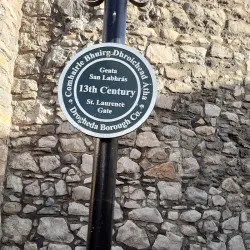 Comhairle Bhuirg Dhroichead Átha
Geata
San Labhrás
13th Century
St. Laurence
Gate
Drogheda Borough Co.